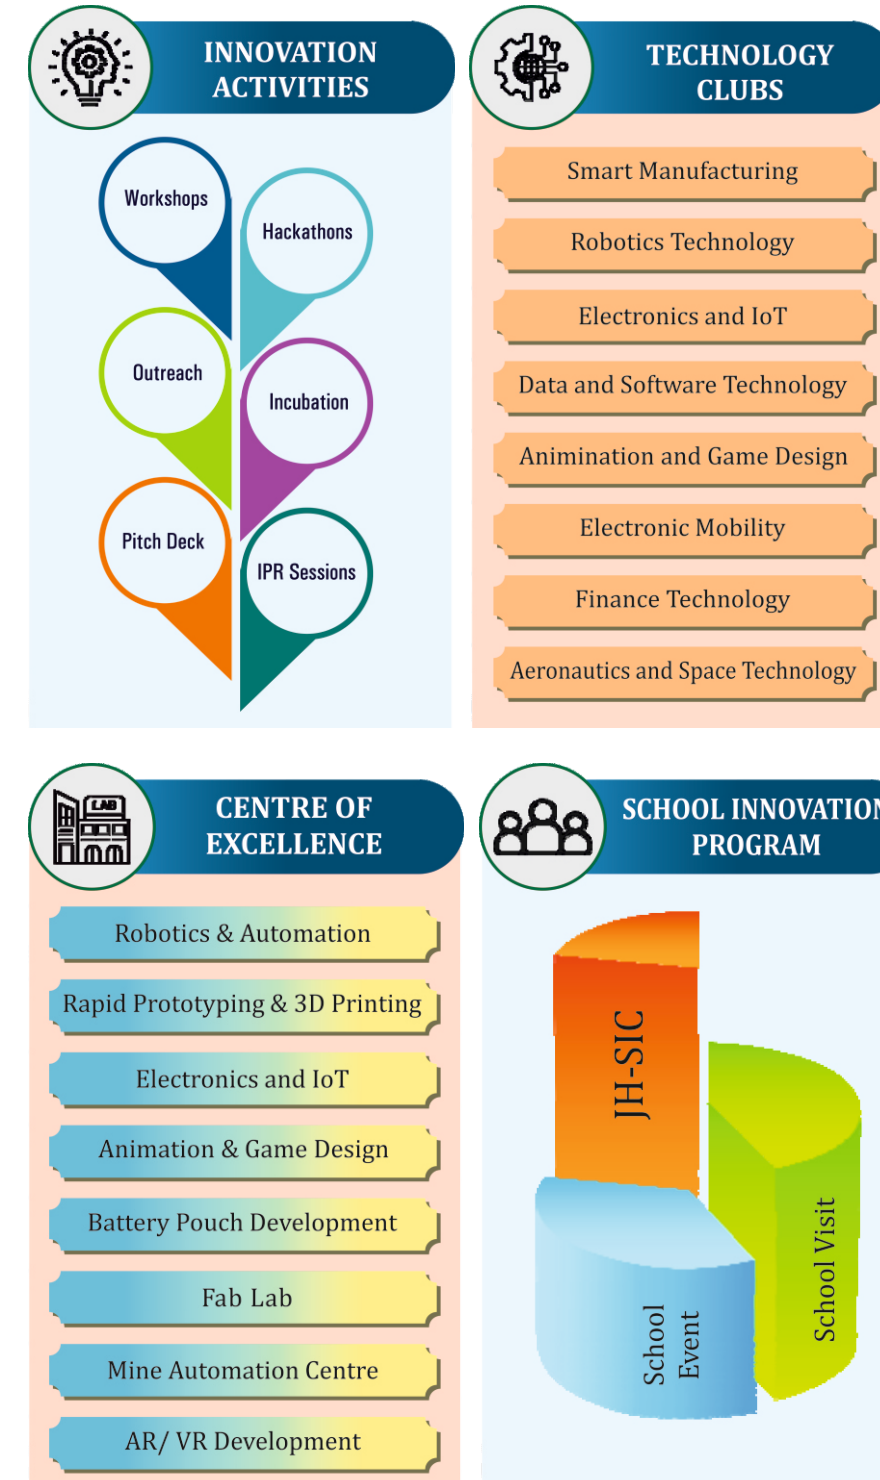 INNOVATION
ACTIVITIES
Workshops
Hackathons
Outreach
Incubation
Pitch Deck
IPR Sessions
TECHNOLOGY
CLUBS
Smart Manufacturing
Robotics Technology
Electronics and IoT
Data and Software Technology
Animination and Game Design
Electronic Mobility
Finance Technology
Aeronautics and Space Technology
LAB
CENTRE OF
EXCELLENCE
Robotics & Automation
Rapid Prototyping & 3D Printing
Electronics and IoT
Animation & Game Design
Battery Pouch Development
Fab Lab
Mine Automation Centre
AR/ VR Development
SCHOOL INNOVATION
PROGRAM
JH-SIC
School Visit
School
Event